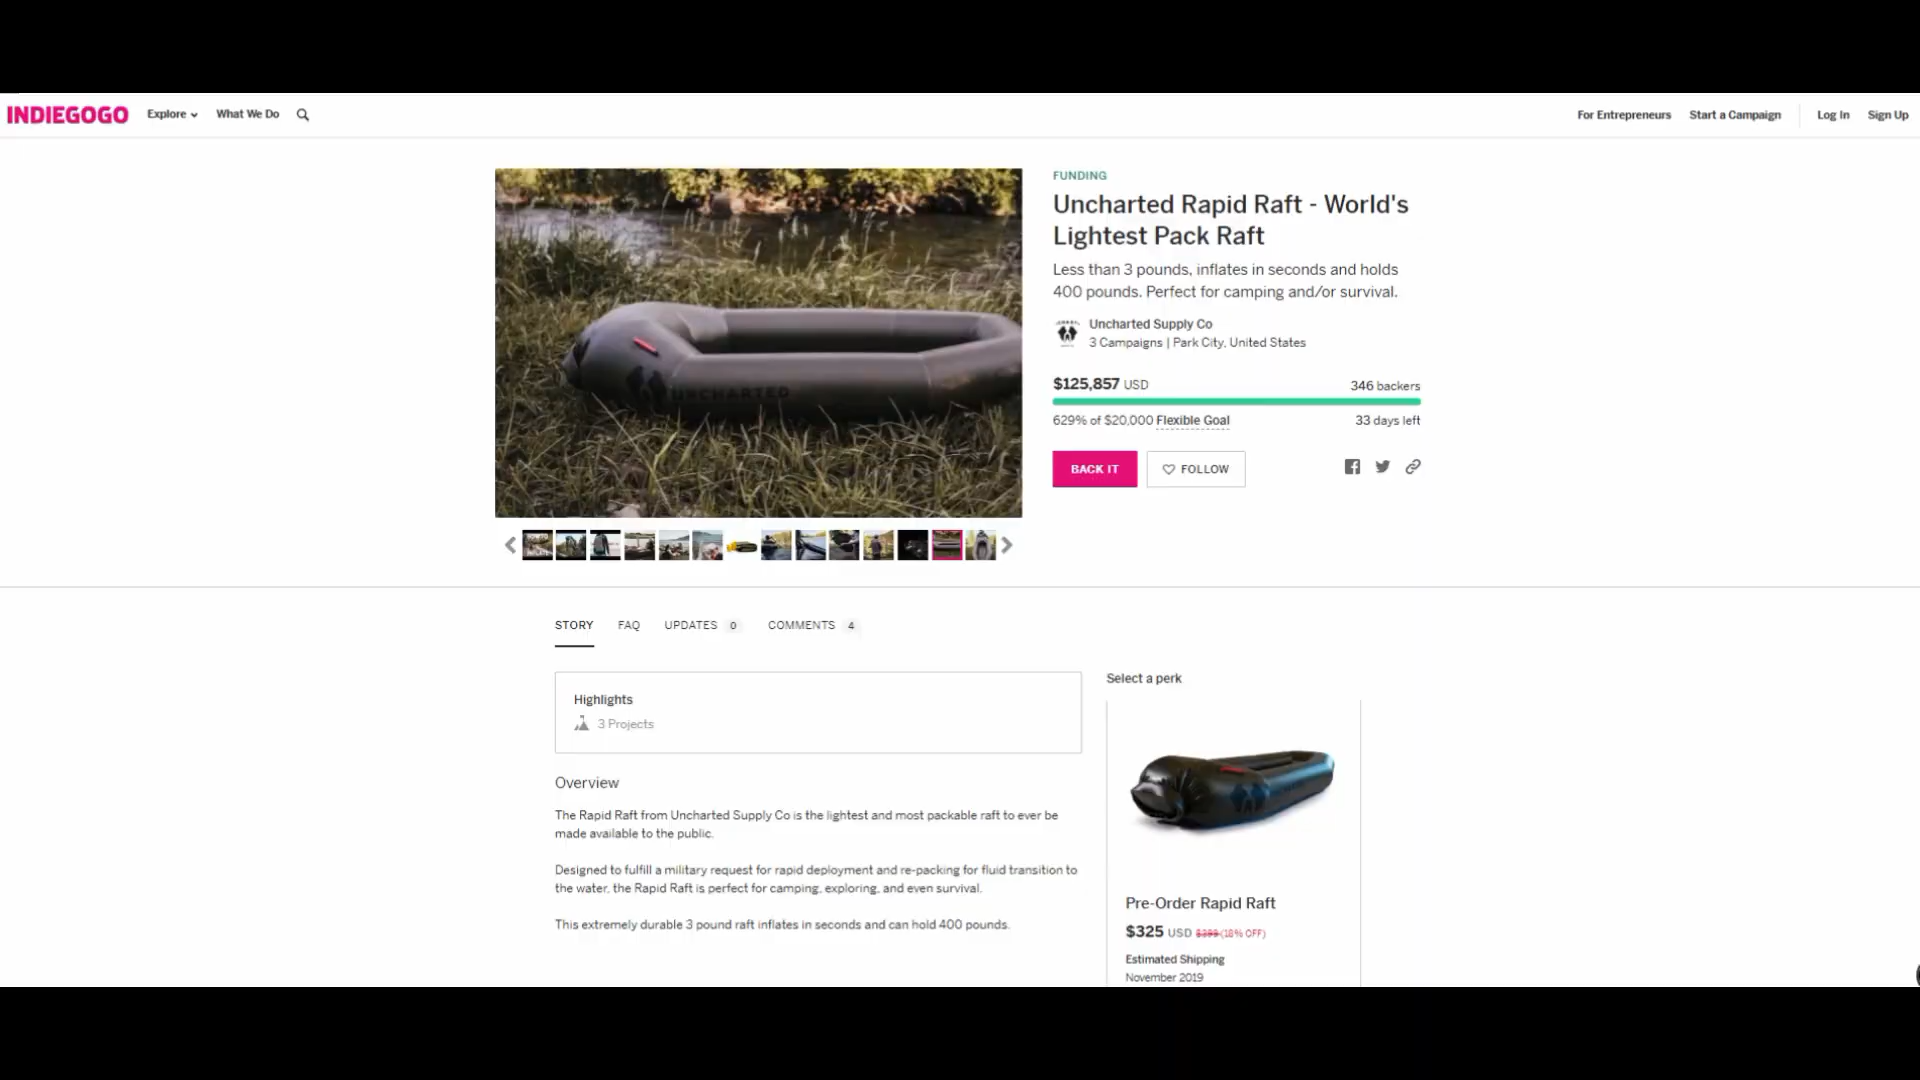 INDIEGOGO Explore What We Do For Entrepreneurs Start a Campaign Log In Sign Up
UNCHARTED
FUNDING
Uncharted Rapid Raft - World's
Lightest Pack Raft
Less than 3 pounds, inflates in seconds and holds
400 pounds. Perfect for camping and/or survival.
Uncharted Supply Co
3 Campaigns | Park City, United States
$125,857 USD 346 backers
629% of $20,000 Flexible Goal 33 days left
BACK IT FOLLOW
STORY FAQ UPDATES 0 COMMENTS 4
Highlights
3 Projects
Overview
The Rapid Raft from Uncharted Supply Co is the lightest and most packable raft to ever be
made available to the public.
Designed to fulfill a military request for rapid deployment and re-packing for fluid transition to
the water, the Rapid Raft is perfect for camping, exploring, and even survival.
This extremely durable 3 pound raft inflates in seconds and can hold 400 pounds.
Select a perk
Pre-Order Rapid Raft
$325 USD $399 (18% OFF)
Estimated Shipping
November 2019